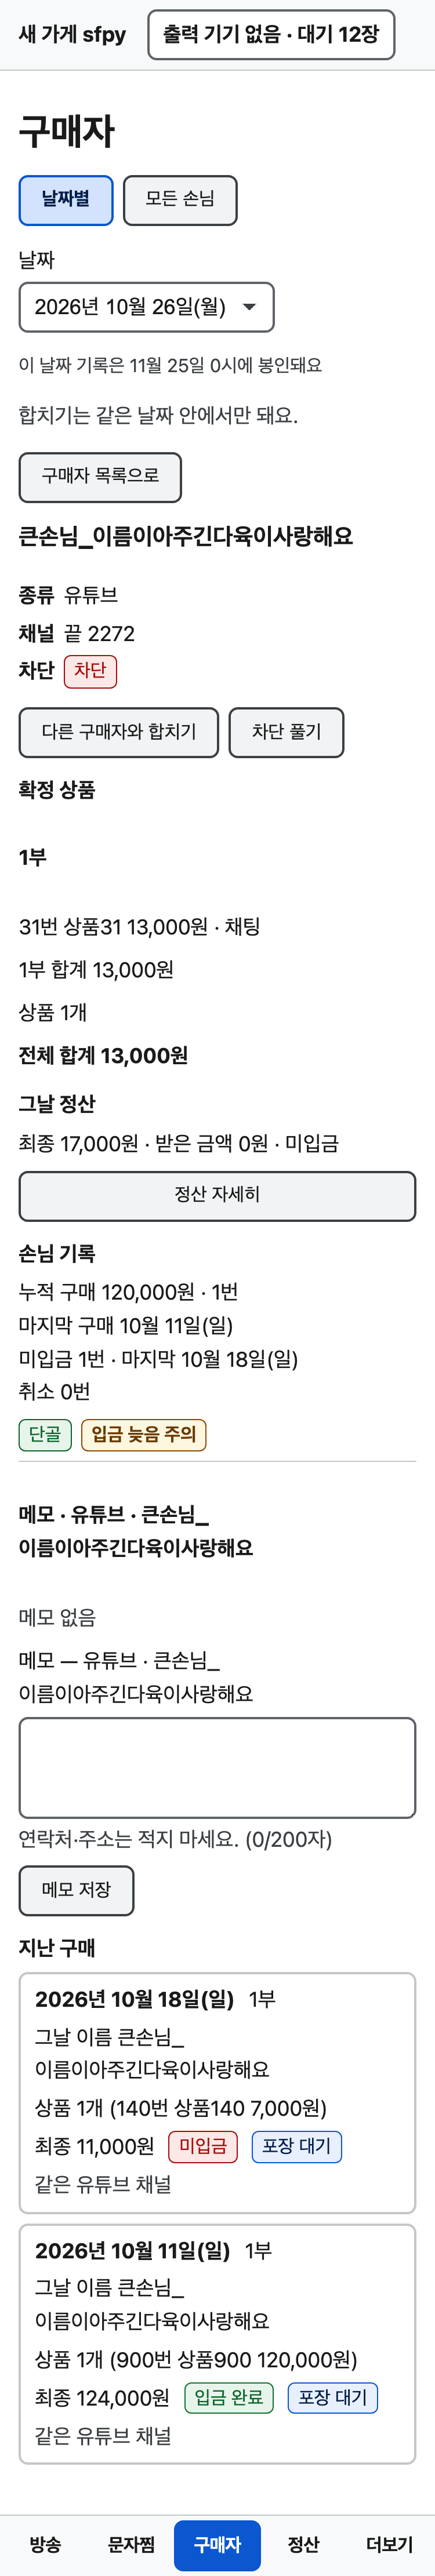 새 가게 sfpy 출력 기기 없음 · 대기 12장
구매자
날짜별 모든 손님
날짜
2026년 10월 26일(월)
이 날짜 기록은 11월 25일 0시에 봉인돼요
합치기는 같은 날짜 안에서만 돼요.
구매자 목록으로
큰손님_이름이아주긴다육이사랑해요
종류 유튜브
채널 끝 2272
차단 차단
다른 구매자와 합치기 차단 풀기
확정 상품
1부
31번 상품31 13,000원 · 채팅
1부 합계 13,000원
상품 1개
전체 합계 13,000원
그날 정산
최종 17,000원 · 받은 금액 0원 · 미입금
정산 자세히
손님 기록
누적 구매 120,000원 · 1번
마지막 구매 10월 11일(일)
미입금 1번 · 마지막 10월 18일(일)
취소 0번
단골 입금 늦음 주의
메모 · 유튜브 · 큰손님_
이름이아주긴다육이사랑해요
메모 없음
메모 — 유튜브 · 큰손님_
이름이아주긴다육이사랑해요
연락처·주소는 적지 마세요. (0/200자)
메모 저장
지난 구매
2026년 10월 18일(일) 1부
그날 이름 큰손님_
이름이아주긴다육이사랑해요
상품 1개 (140번 상품140 7,000원)
최종 11,000원 미입금 포장 대기
같은 유튜브 채널
2026년 10월 11일(일) 1부
그날 이름 큰손님_
이름이아주긴다육이사랑해요
상품 1개 (900번 상품900 120,000원)
최종 124,000원 입금 완료 포장 대기
같은 유튜브 채널
방송 문자찜 구매자 정산 더보기